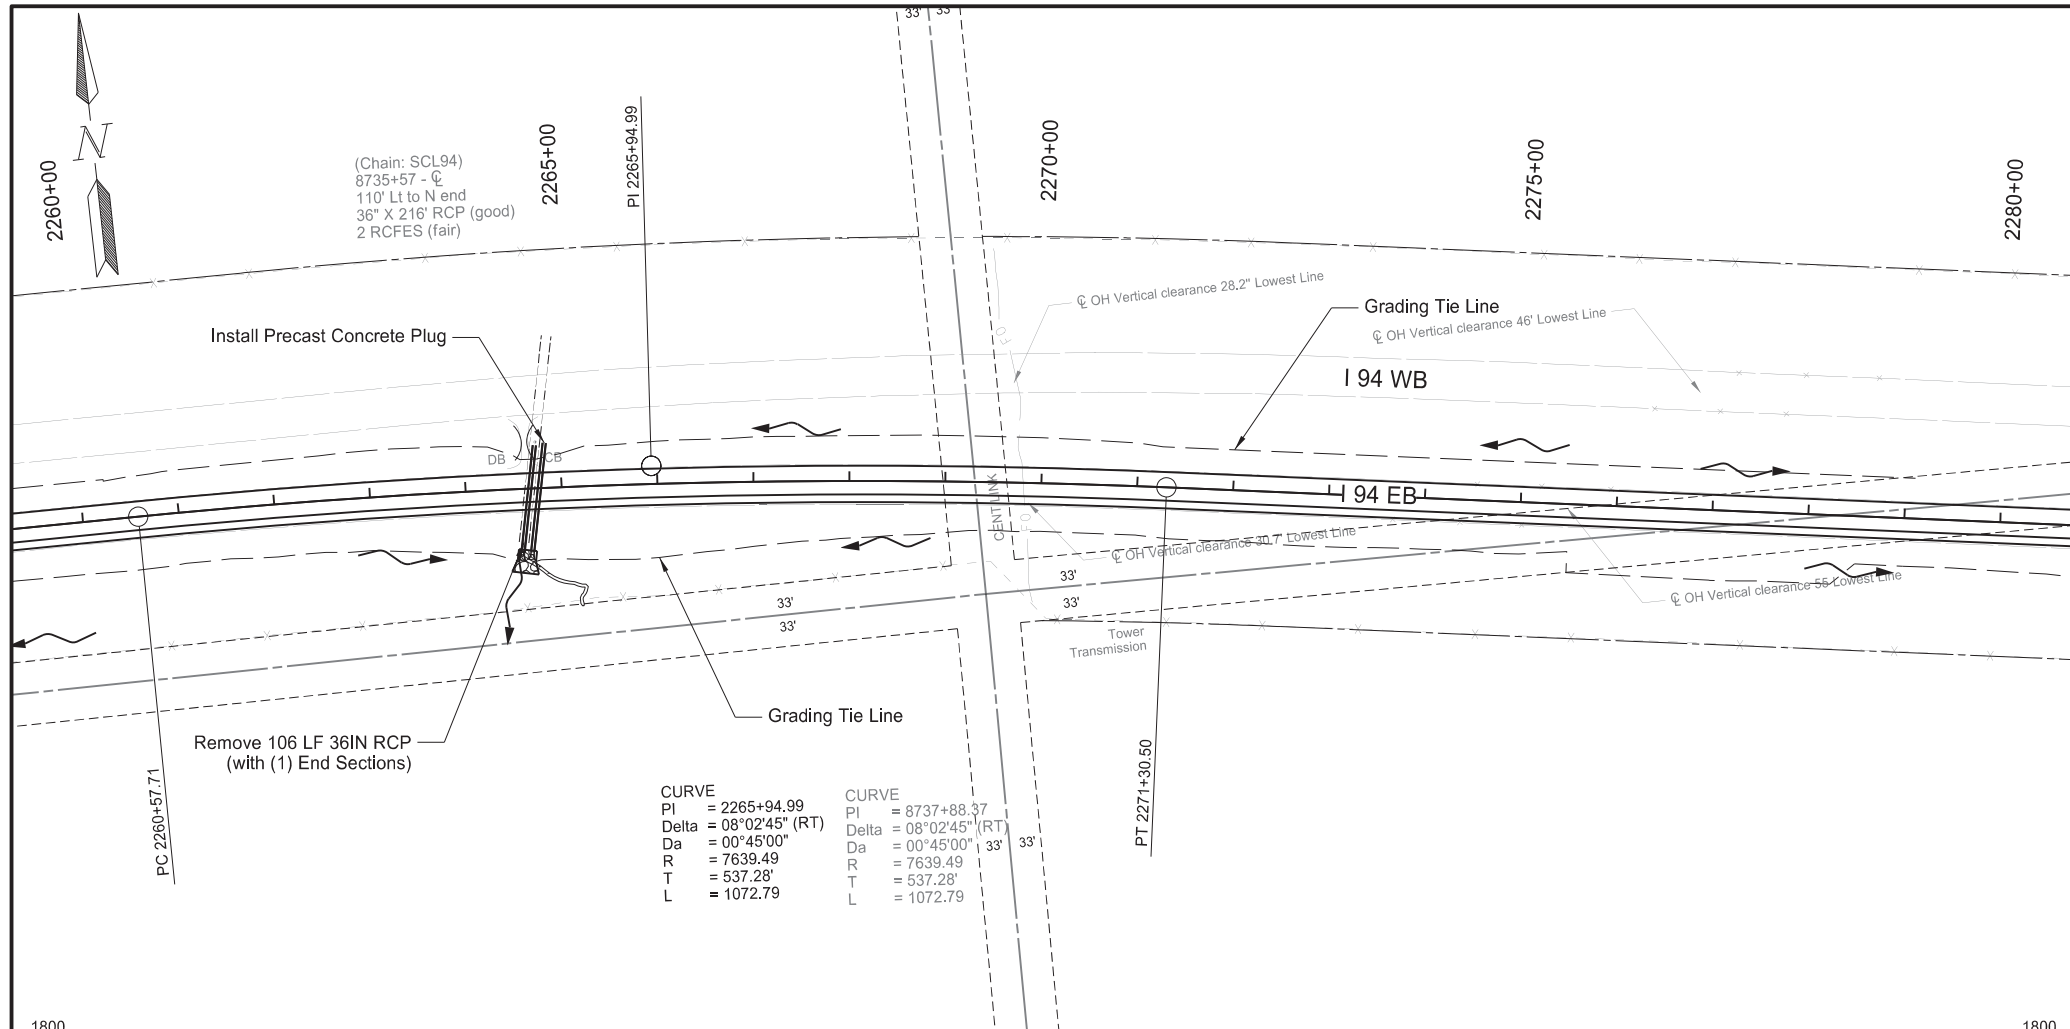 33' 33'
N
2260+00
(Chain: SCL94)
8735+57 - ℄
110' Lt to N end
36" X 216' RCP (good)
2 RCFES (fair)
2265+00
PI 2265+94.99
2270+00
2275+00
2280+00
℄ OH Vertical clearance 28.2" Lowest Line
Grading Tie Line
℄ OH Vertical clearance 46' Lowest Line
Install Precast Concrete Plug
FO
I 94 WB
DB
CB
CENT LINK
I 94 EB
FO
℄ OH Vertical clearance 30.7' Lowest Line
33'
33'
33'
33'
℄ OH Vertical clearance 55 Lowest Line
Tower
Transmission
Grading Tie Line
Remove 106 LF 36IN RCP
(with (1) End Sections)
PC 2260+57.71
PT 2271+30.50
CURVE
PI = 2265+94.99
Delta = 08°02'45" (RT)
Da = 00°45'00"
R = 7639.49
T = 537.28'
L = 1072.79
CURVE
PI = 8737+88.37
Delta = 08°02'45" (RT)
Da = 00°45'00"
R = 7639.49
T = 537.28'
L = 1072.79
33' 33'
1800
1800